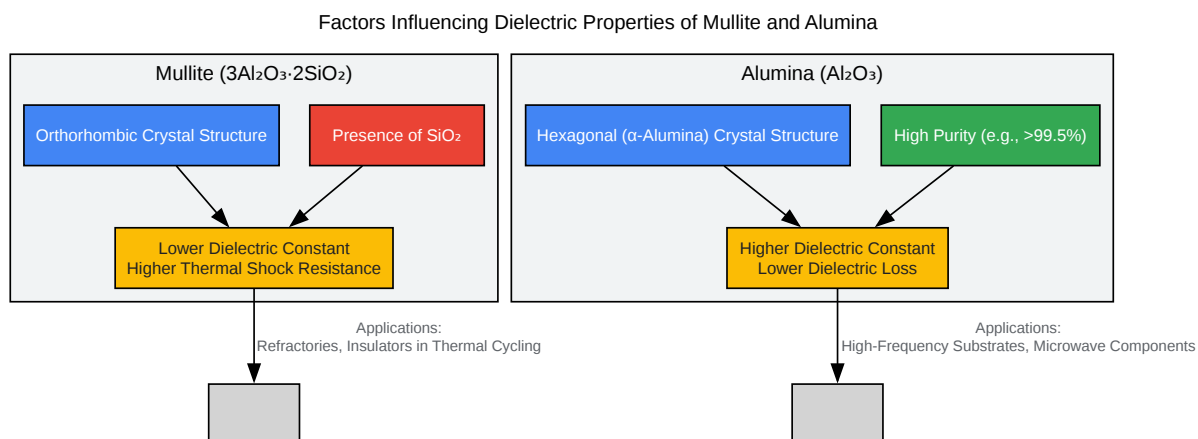 Factors Influencing Dielectric Properties of Mullite and Alumina
Mullite (3Al₂O₃·2SiO₂)
Orthorhombic Crystal Structure
Presence of SiO₂
Lower Dielectric Constant
Higher Thermal Shock Resistance
Applications:
Refractories, Insulators in Thermal Cycling
Alumina (Al₂O₃)
Hexagonal (α-Alumina) Crystal Structure
High Purity (e.g., >99.5%)
Higher Dielectric Constant
Lower Dielectric Loss
Applications:
High-Frequency Substrates, Microwave Components